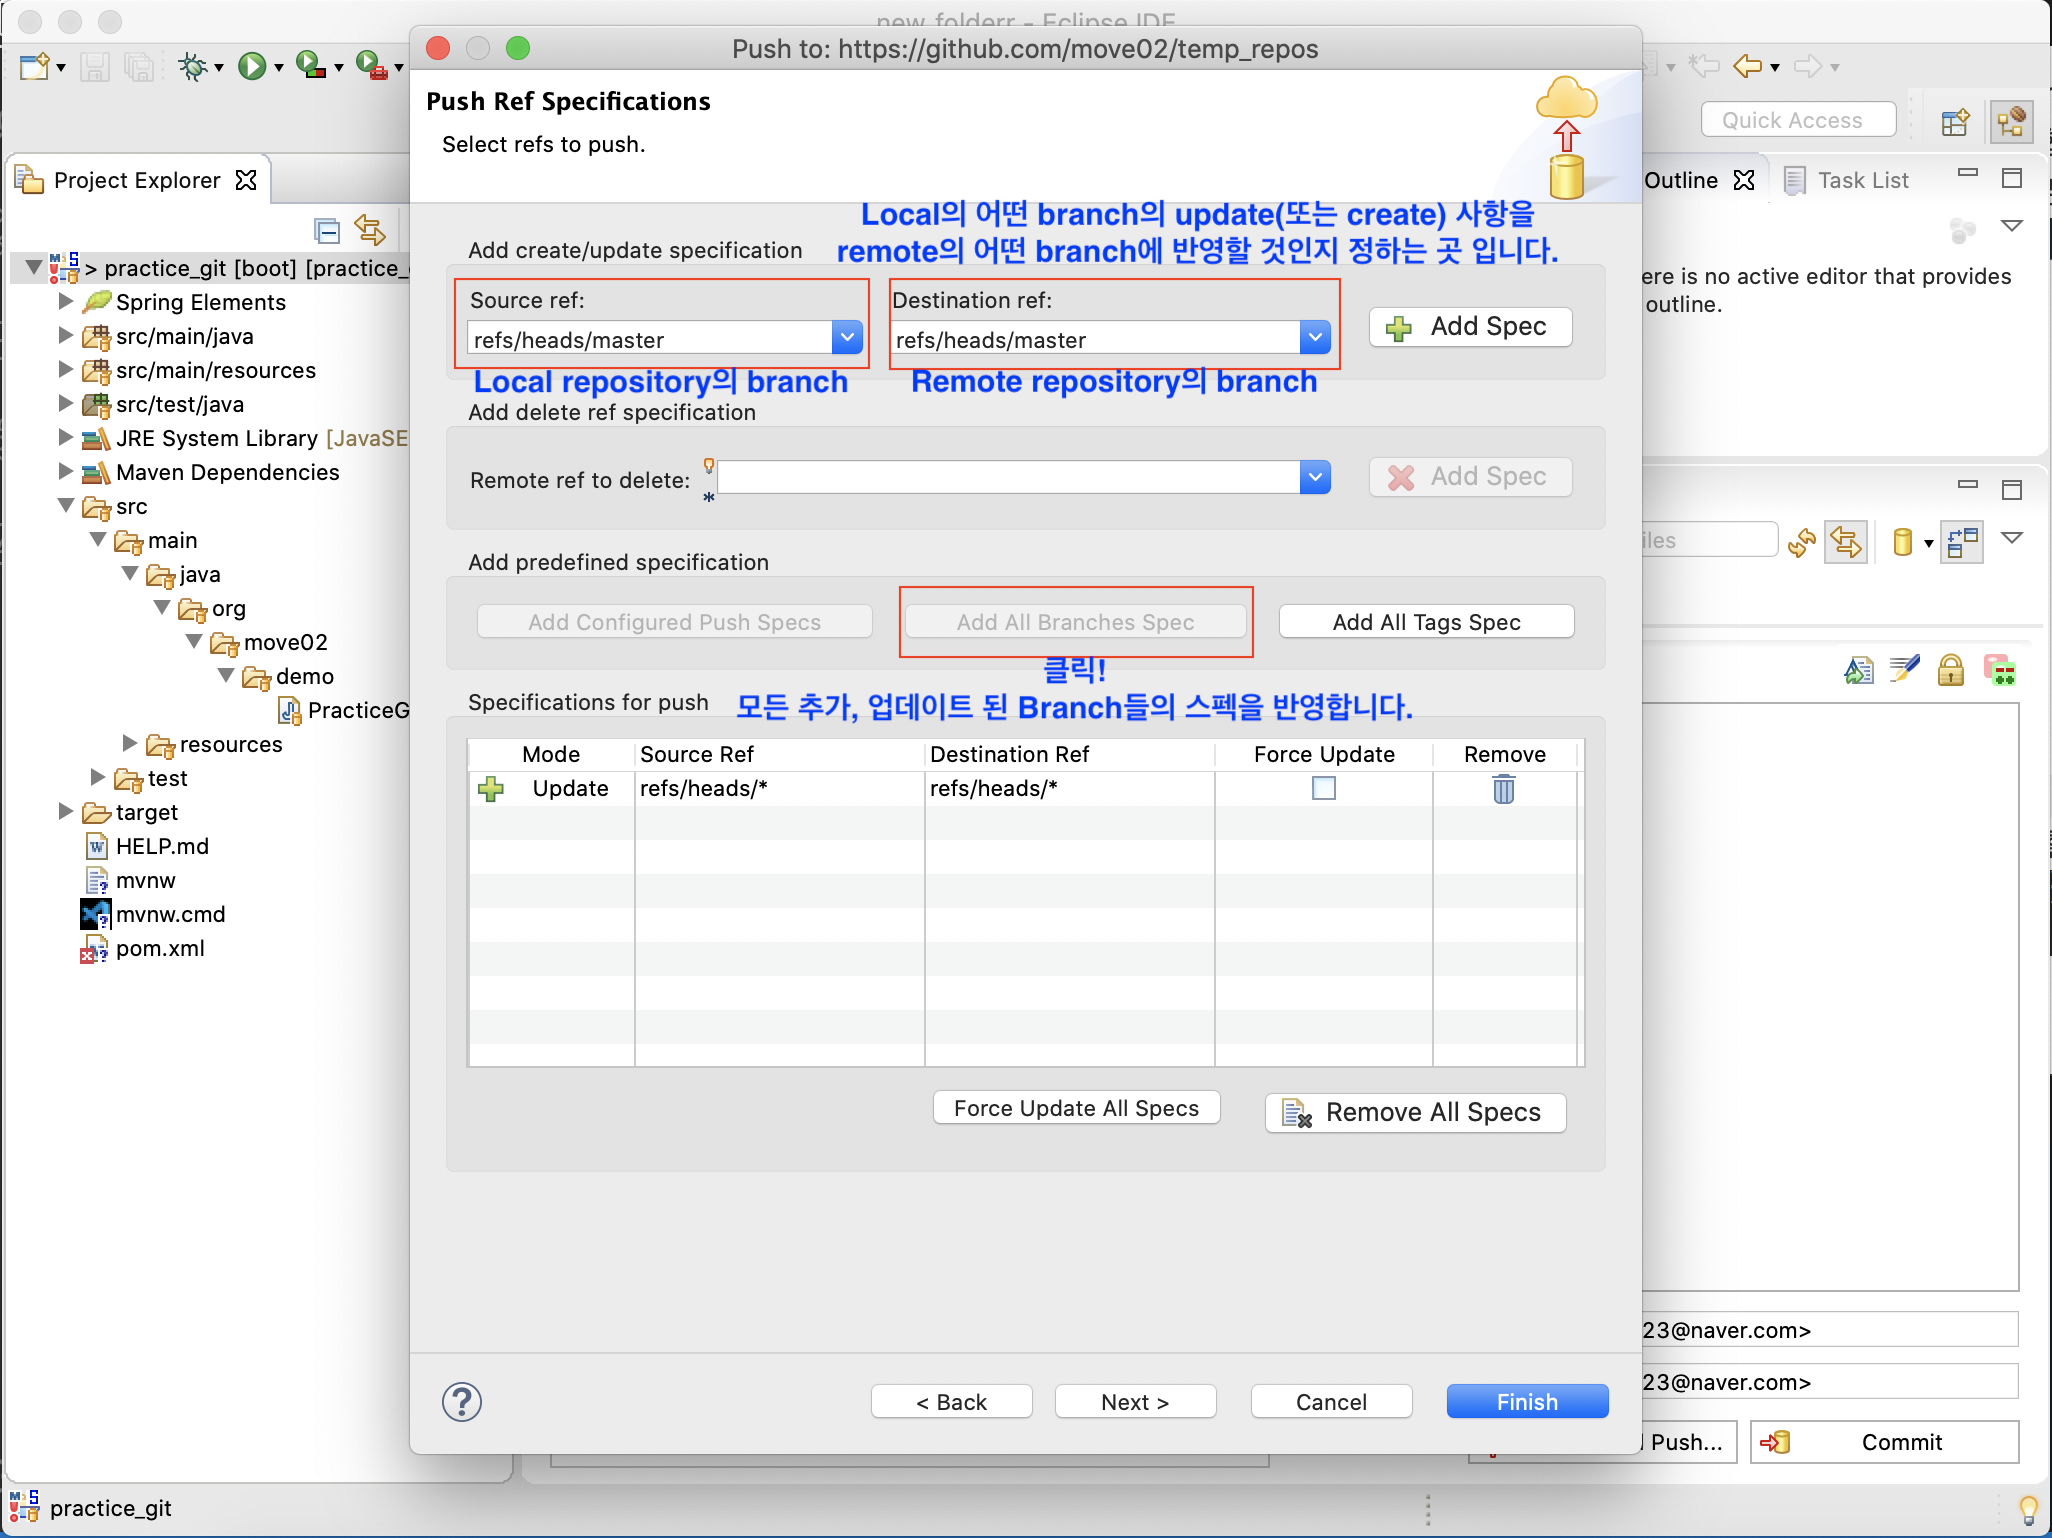 new_folderr - Eclipse IDE
Push to: https://github.com/move02/temp_repos
Push Ref Specifications
Select refs to push.
Quick Access
Project Explorer
Outline
Task List
Local의 어떤 branch의 update(또는 create) 사항을
remote의 어떤 branch에 반영할 것인지 정하는 곳 입니다.
Add create/update specification
Source ref:
Destination ref:
refs/heads/master
refs/heads/master
Add Spec
Local repository의 branch
Remote repository의 branch
Add delete ref specification
Remote ref to delete:
Add Spec
Add predefined specification
Add Configured Push Specs
Add All Branches Spec
Add All Tags Spec
클릭!
모든 추가, 업데이트 된 Branch들의 스펙을 반영합니다.
Specifications for push
Mode
Source Ref
Destination Ref
Force Update
Remove
Update
refs/heads/*
refs/heads/*
Force Update All Specs
Remove All Specs
< Back
Next >
Cancel
Finish
> practice_git [boot] [practice_
Spring Elements
src/main/java
src/main/resources
src/test/java
JRE System Library [JavaSE
Maven Dependencies
src
main
java
org
move02
demo
PracticeG
resources
test
target
HELP.md
mvnw
mvnw.cmd
pom.xml
ere is no active editor that provides
outline.
iles
23@naver.com>
23@naver.com>
Push...
Commit
practice_git